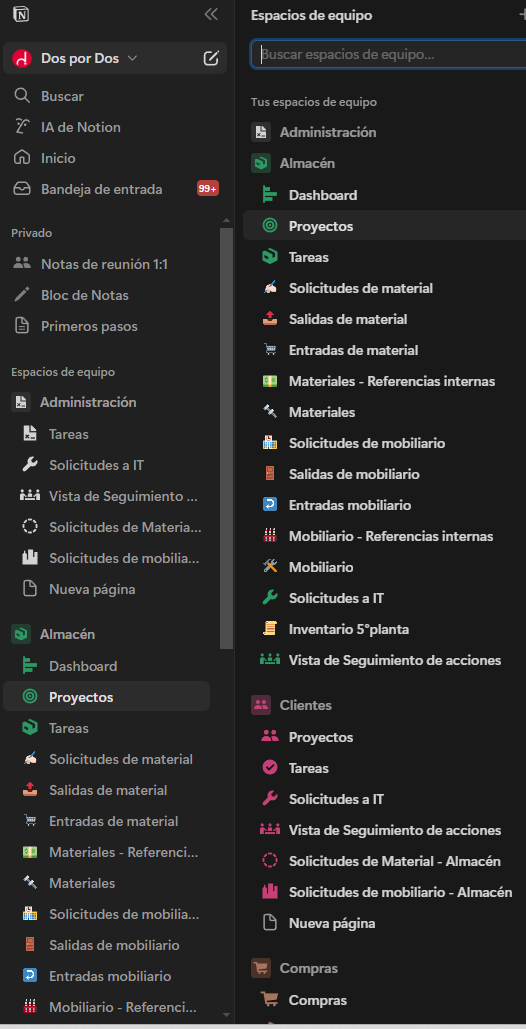 Dos por Dos
Buscar
IA de Notion
Inicio
Bandeja de entrada 99+
Privado
Notas de reunión 1:1
Bloc de Notas
Primeros pasos
Espacios de equipo
Administración
Tareas
Solicitudes a IT
Vista de Seguimiento ...
Solicitudes de Materia...
Solicitudes de mobilia...
Nueva página
Almacén
Dashboard
Proyectos
Tareas
Solicitudes de material
Salidas de material
Entradas de material
Materiales - Referenci...
Materiales
Solicitudes de mobilia...
Salidas de mobiliario
Entradas mobiliario
Mobiliario - Referenci...
Espacios de equipo
Buscar espacios de equipo...
Tus espacios de equipo
Administración
Almacén
Dashboard
Proyectos
Tareas
Solicitudes de material
Salidas de material
Entradas de material
Materiales - Referencias internas
Materiales
Solicitudes de mobiliario
Salidas de mobiliario
Entradas mobiliario
Mobiliario - Referencias internas
Mobiliario
Solicitudes a IT
Inventario 5ºplanta
Vista de Seguimiento de acciones
Clientes
Proyectos
Tareas
Solicitudes a IT
Vista de Seguimiento de acciones
Solicitudes de Material - Almacén
Solicitudes de mobiliario - Almacén
Nueva página
Compras
Compras